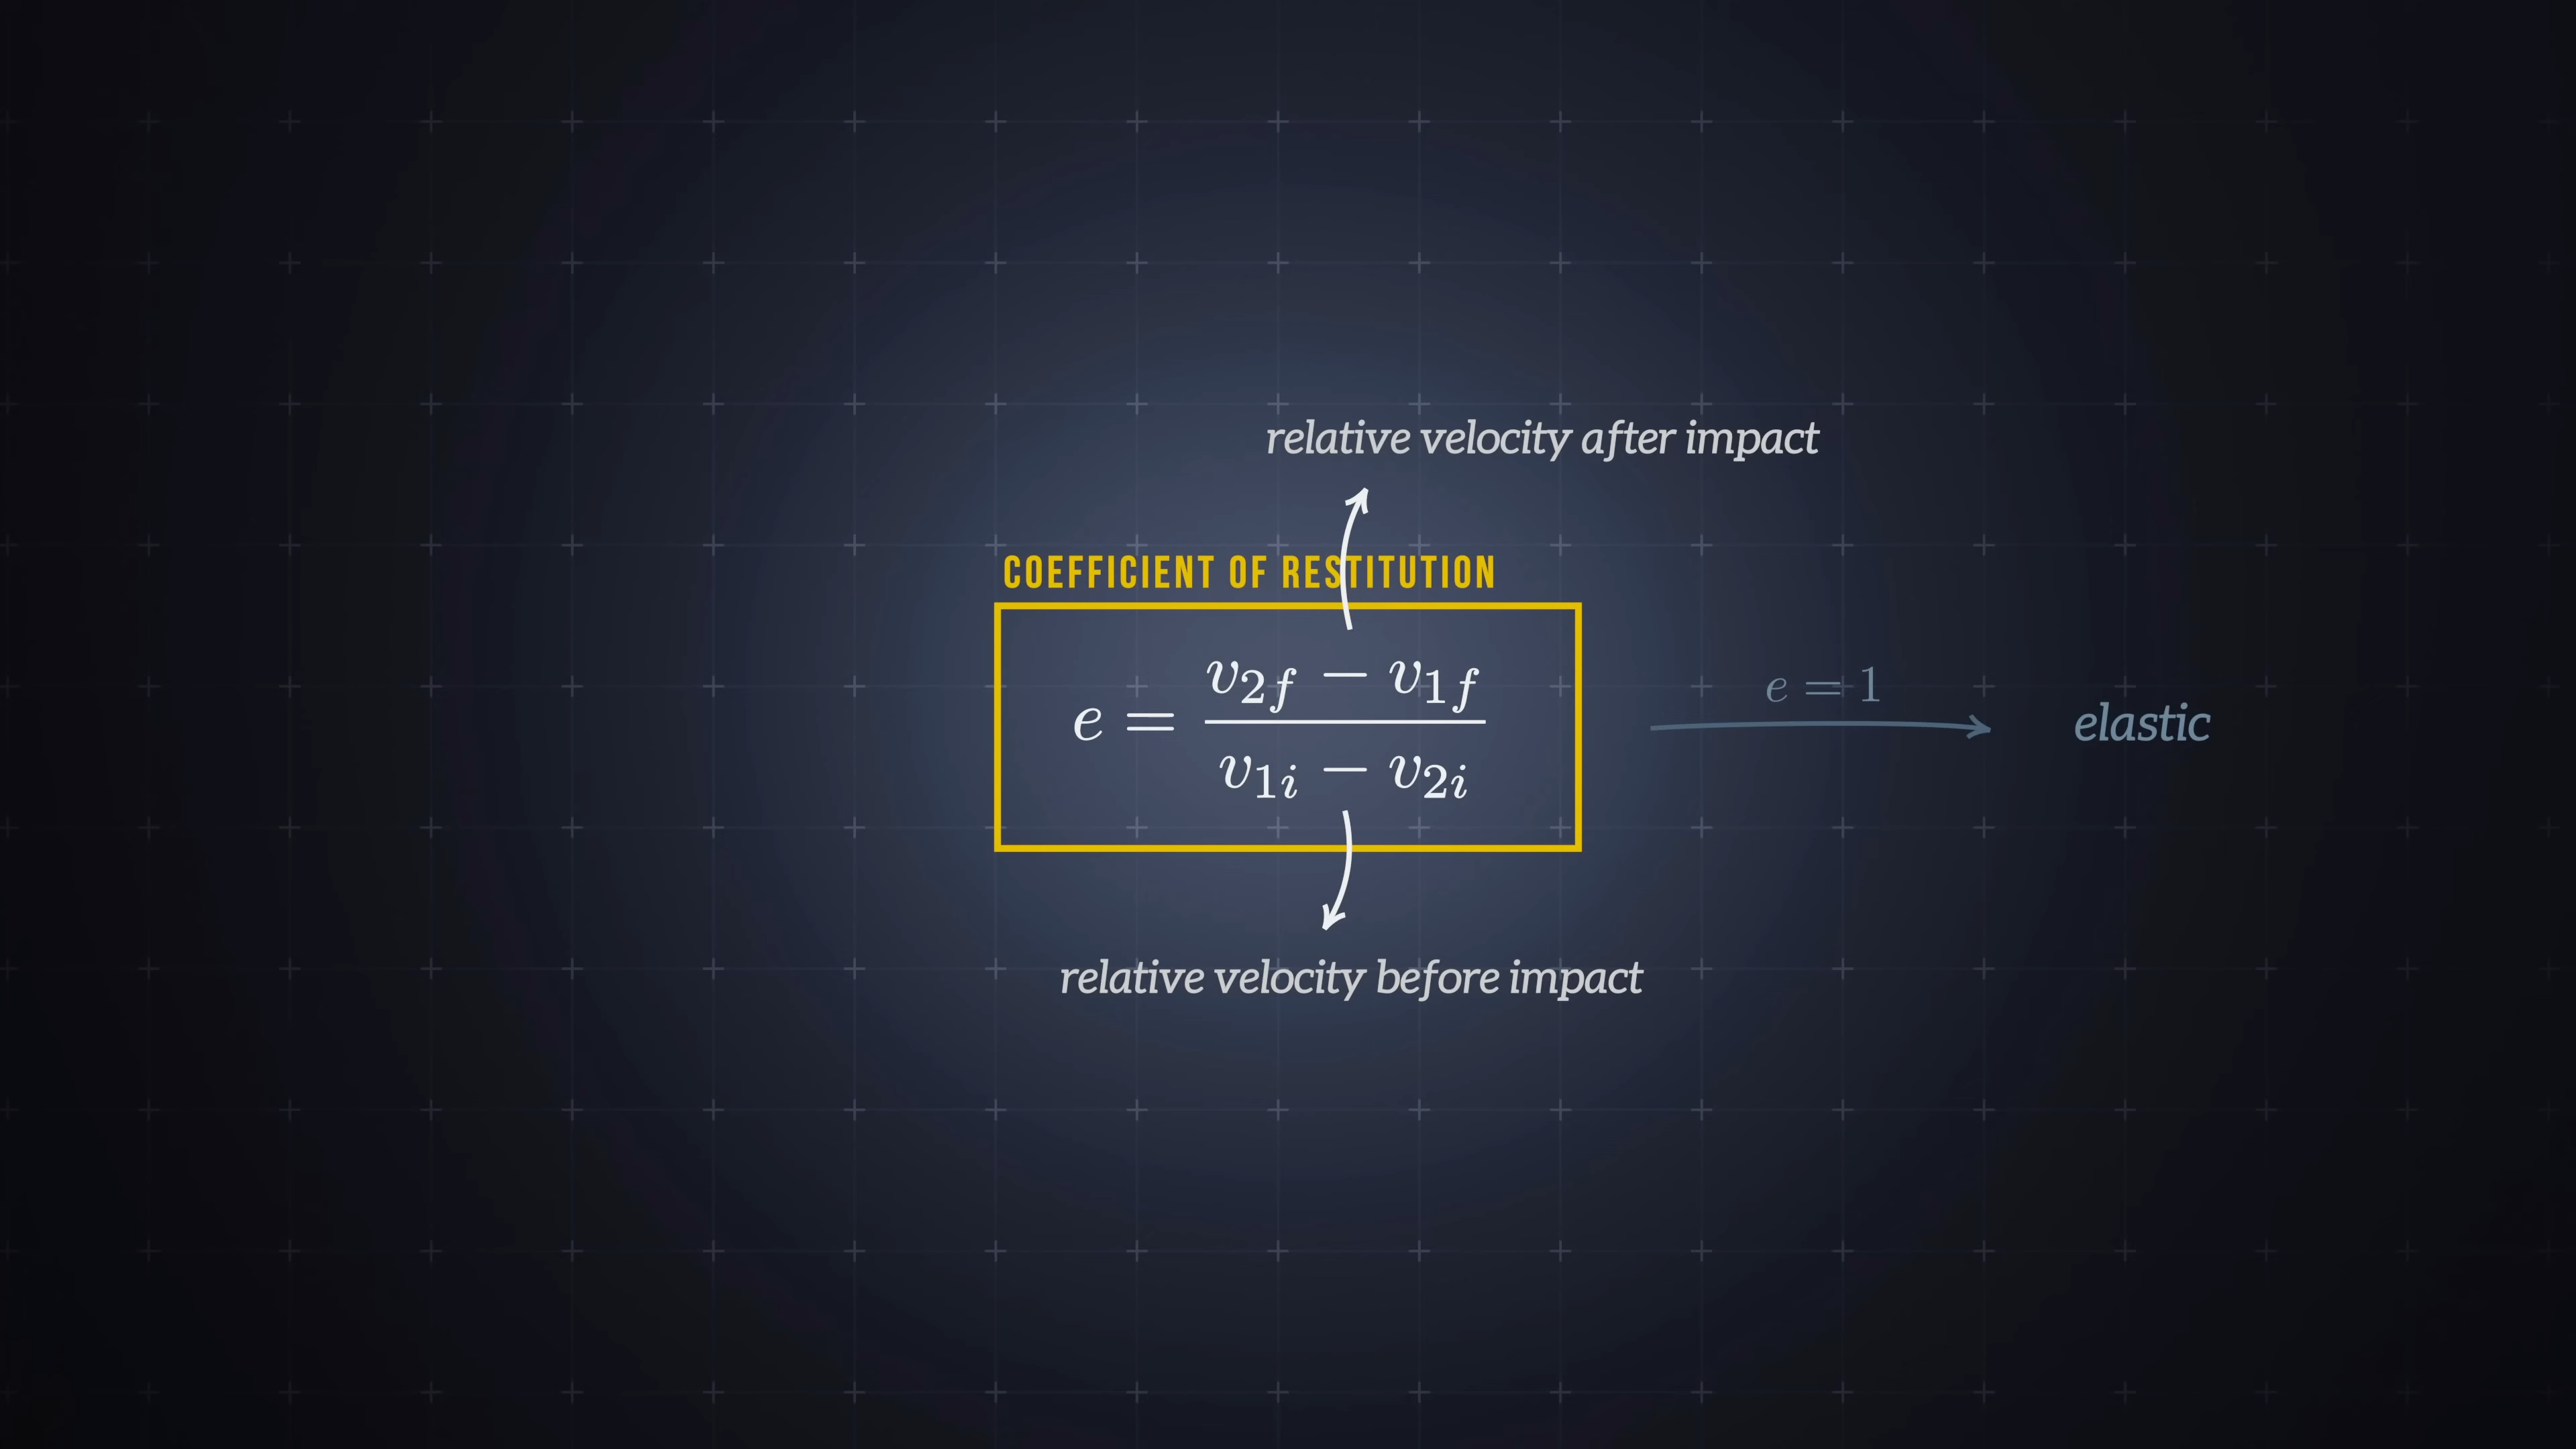 relative velocity after impact
COEFFICIENT OF RESTITUTION
e = \frac{v_{2f} - v_{1f}}{v_{1i} - v_{2i}}
e = 1
elastic
relative velocity before impact